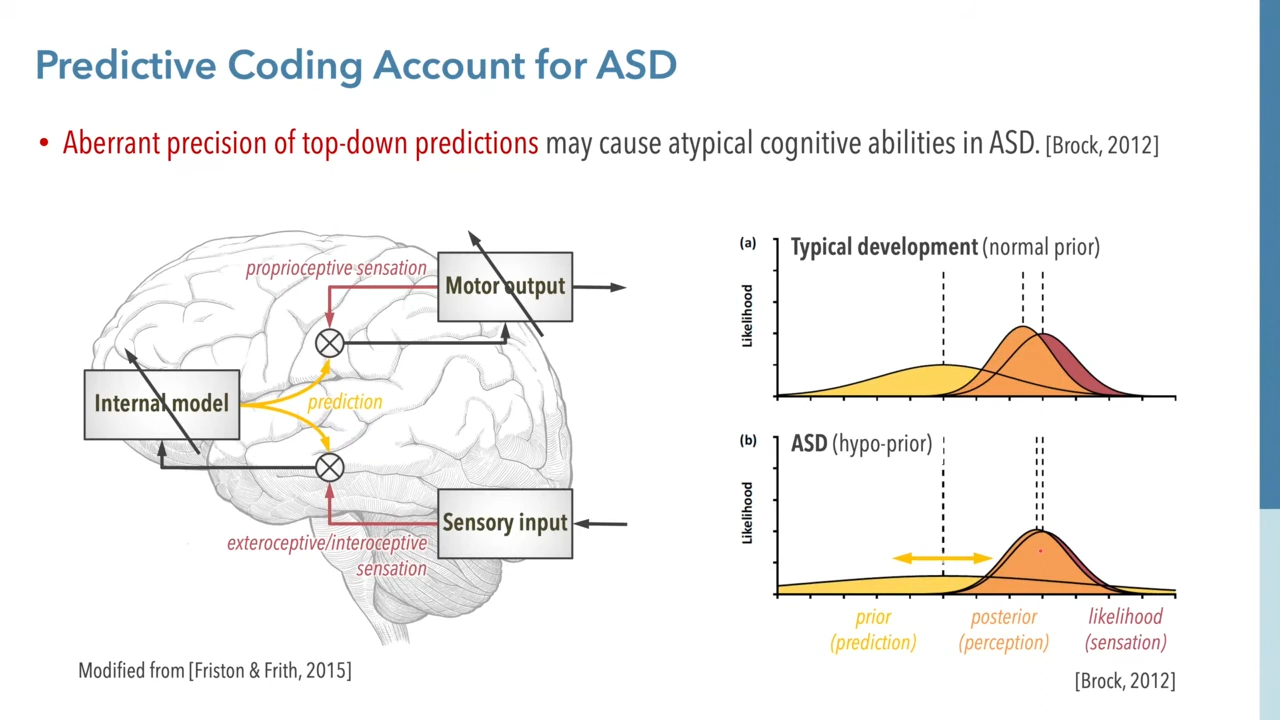 Predictive Coding Account for ASD
• Aberrant precision of top-down predictions may cause atypical cognitive abilities in ASD. [Brock, 2012]
proprioceptive sensation
Motor output
Internal model
prediction
Sensory input
exteroceptive/interoceptive
sensation
Modified from [Friston & Frith, 2015]
(a)
Typical development (normal prior)
Likelihood
(b)
ASD (hypo-prior)
Likelihood
prior
(prediction)
posterior
(perception)
likelihood
(sensation)
[Brock, 2012]